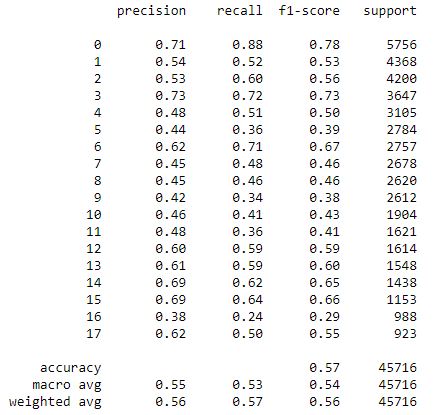 precision recall f1-score support
0 0.71 0.88 0.78 5756
1 0.54 0.52 0.53 4368
2 0.53 0.60 0.56 4200
3 0.73 0.72 0.73 3647
4 0.48 0.51 0.50 3105
5 0.44 0.36 0.39 2784
6 0.62 0.71 0.67 2757
7 0.45 0.48 0.46 2678
8 0.45 0.46 0.46 2620
9 0.42 0.34 0.38 2612
10 0.46 0.41 0.43 1904
11 0.48 0.36 0.41 1621
12 0.60 0.59 0.59 1614
13 0.61 0.59 0.60 1548
14 0.69 0.62 0.65 1438
15 0.69 0.64 0.66 1153
16 0.38 0.24 0.29 988
17 0.62 0.50 0.55 923
accuracy 0.57 45716
macro avg 0.55 0.53 0.54 45716
weighted avg 0.56 0.57 0.56 45716